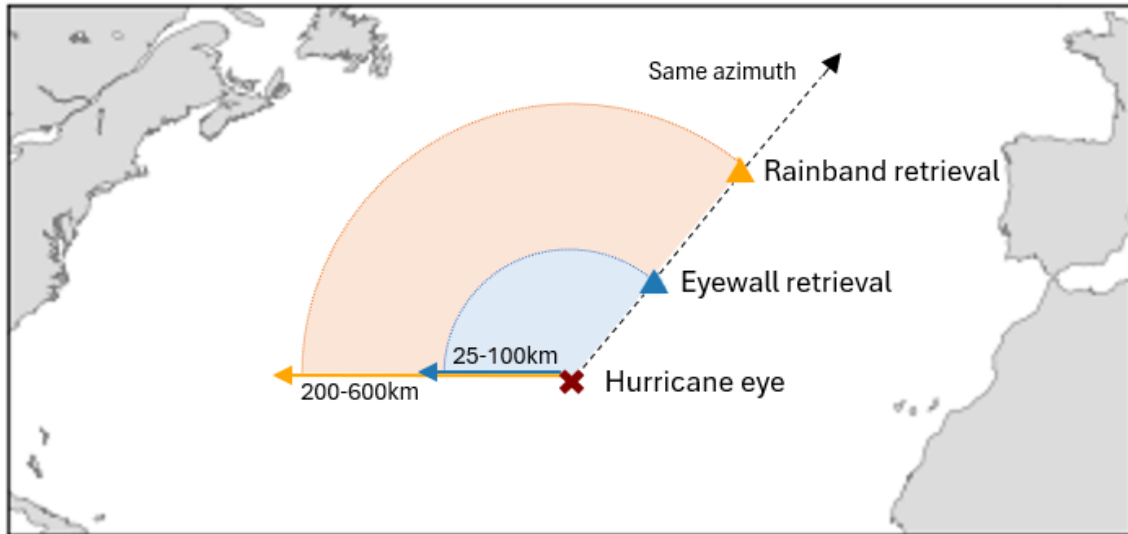 Same azimuth
Rainband retrieval
Eyewall retrieval
25-100km
Hurricane eye
200-600km